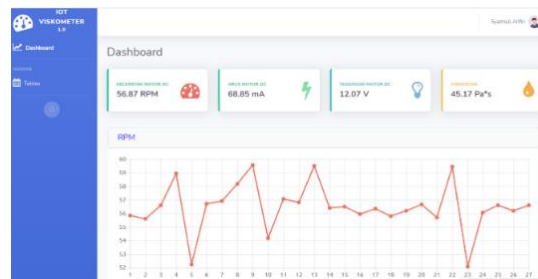 IOT
VISKOMETER
1.0
Syamsul Arifin
Dashboard
Dashboard
KECEPATAN MOTOR DC
56.87 RPM
ARUS MOTOR DC
68.85 mA
TEGANGAN MOTOR DC
12.07 V
45.17 Pa*s
RPM
60
59
58
57
56
55
54
53
52
1 2 3 4 5 6 7 8 9 10 11 12 13 14 15 16 17 18 19 20 21 22 23 24 25 26 27